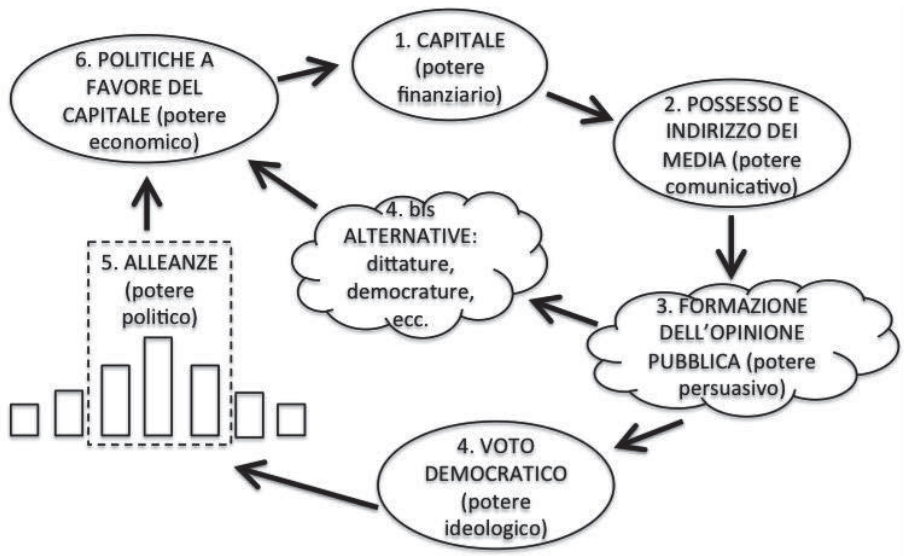 1. CAPITALE
(potere
finanziario)
2. POSSESSO E
INDIRIZZO DEI
MEDIA (potere
comunicativo)
3. FORMAZIONE
DELL’OPINIONE
PUBBLICA (potere
persuasivo)
4. VOTO
DEMOCRATICO
(potere
ideologico)
4. bis
ALTERNATIVE:
dittature,
democrature,
ecc.
5. ALLEANZE
(potere
politico)
6. POLITICHE A
FAVORE DEL
CAPITALE (potere
economico)